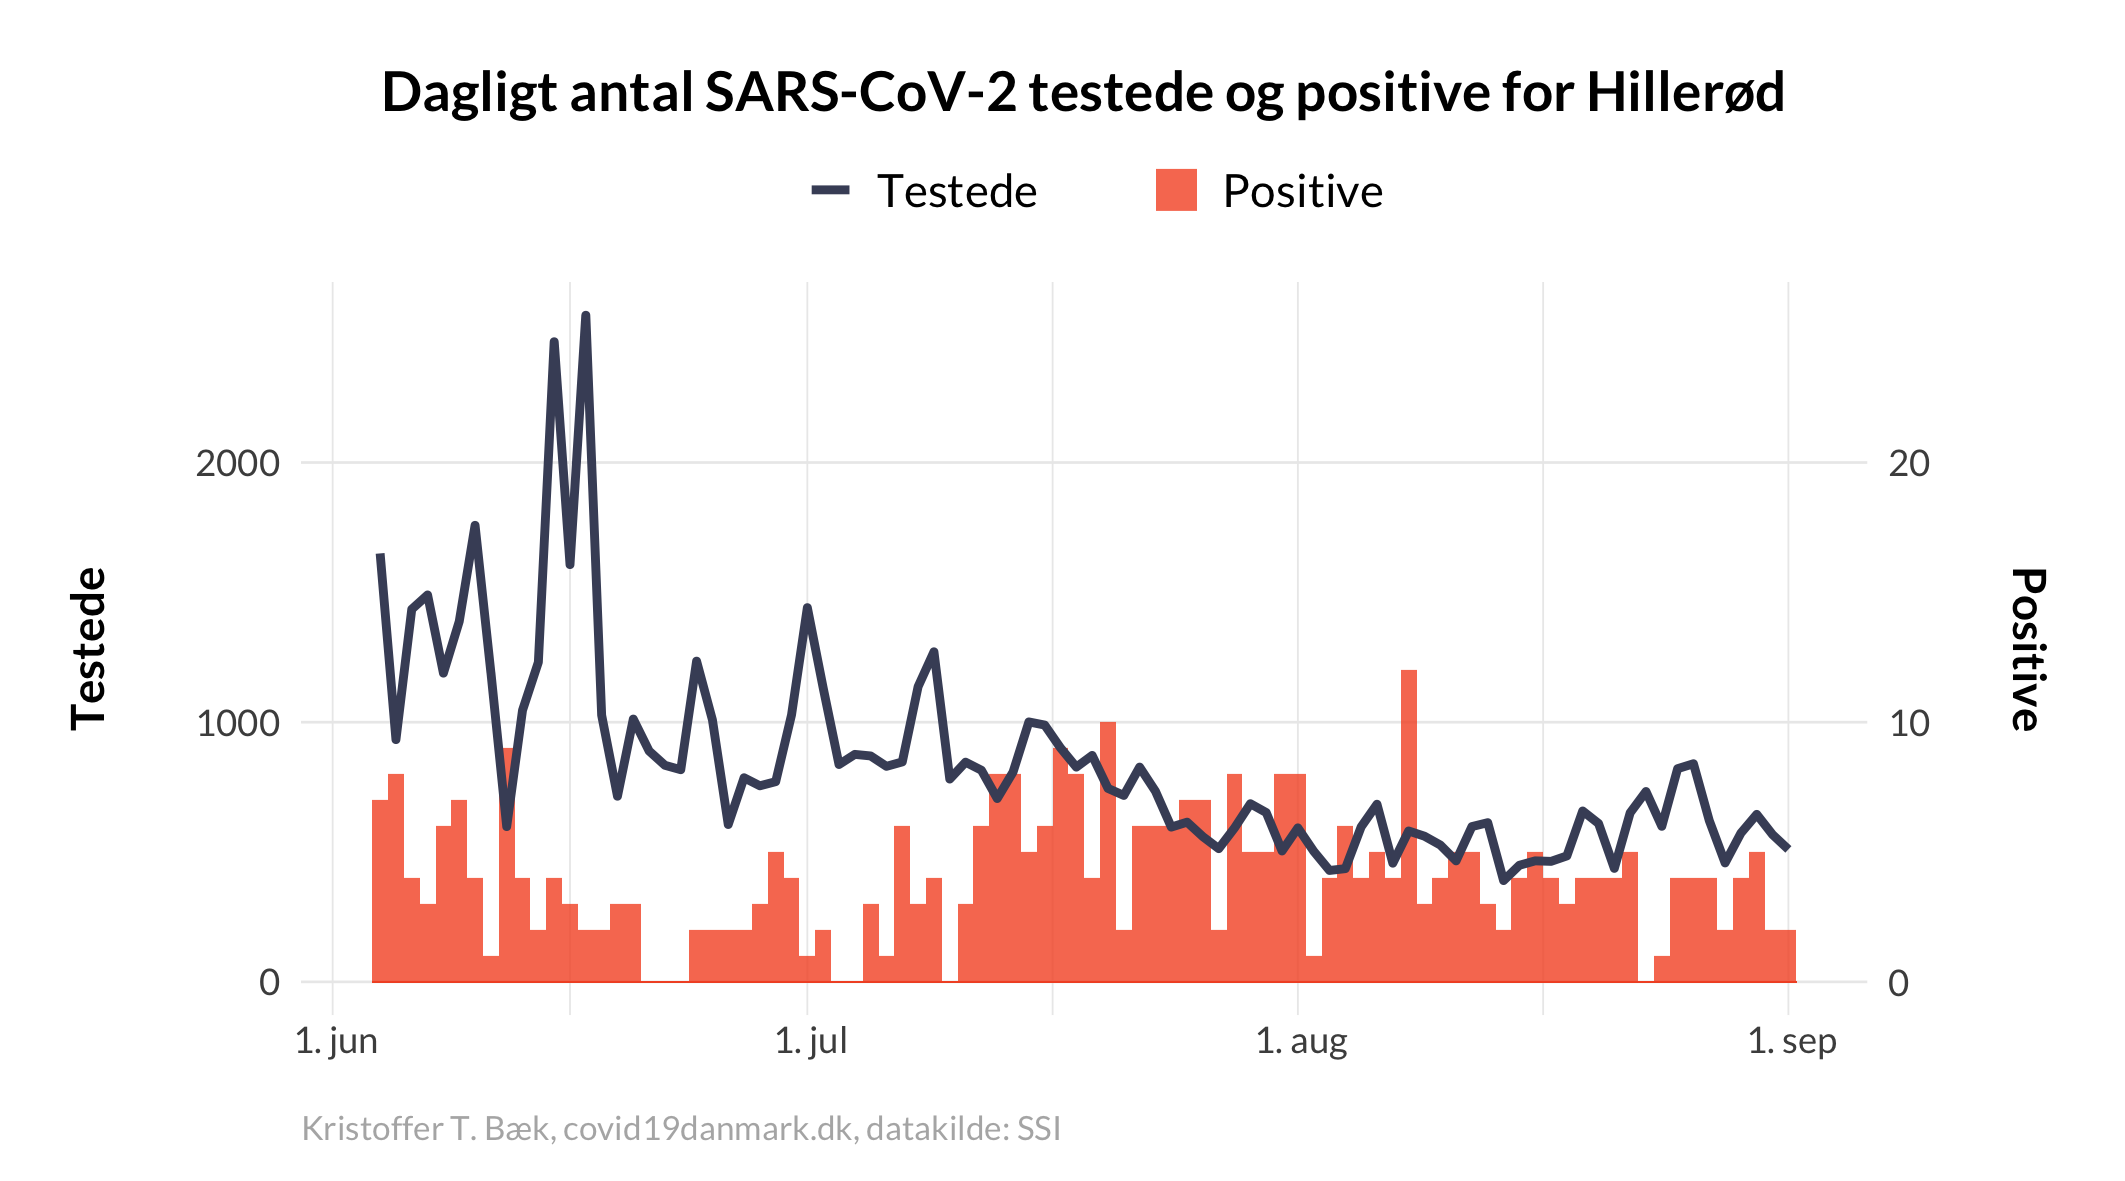 Dagligt antal SARS-CoV-2 testede og positive for Hillerød
Testede
Positive
2000
20
Testede
Positive
1000
10
0
0
1. jun
1. jul
1. aug
1. sep
Kristoffer T. Bæk, covid19danmark.dk, datakilde: SSI